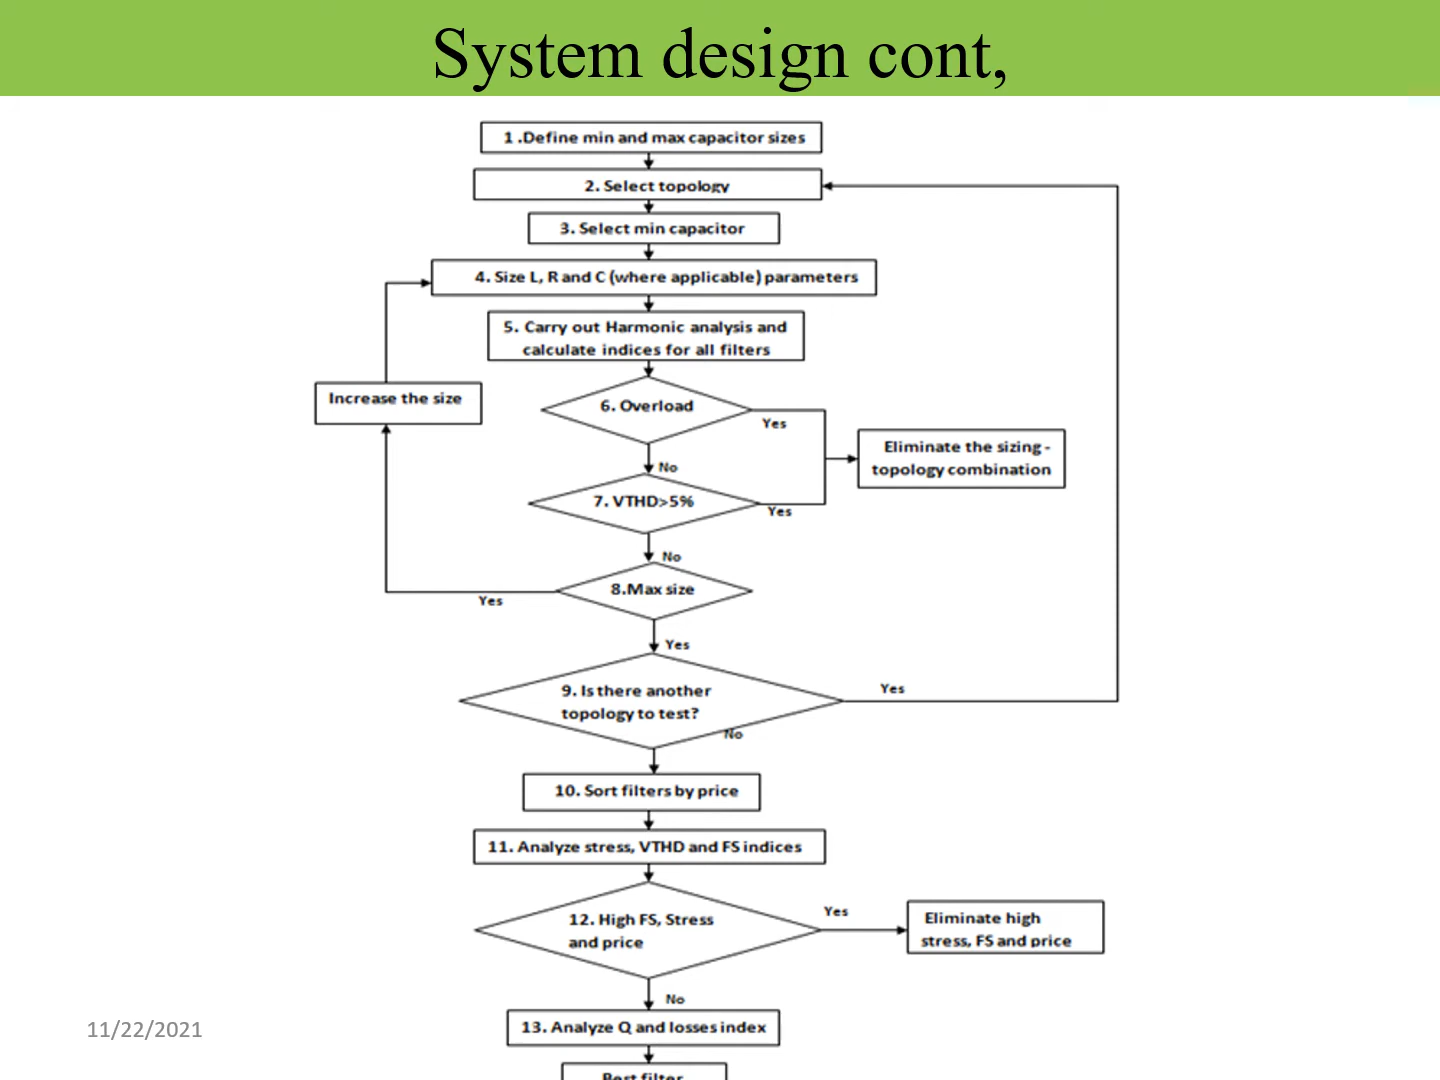 System design cont,
1 .Define min and max capacitor sizes
2. Select topology
3. Select min capacitor
4. Size L, R and C (where applicable) parameters
5. Carry out Harmonic analysis and
calculate indices for all filters
Increase the size
6. Overload
Yes
Eliminate the sizing -
topology combination
No
7. VTHD>5%
Yes
No
8.Max size
Yes
Yes
9. Is there another
topology to test?
Yes
No
10. Sort filters by price
11. Analyze stress, VTHD and FS indices
12. High FS, Stress
and price
Yes
Eliminate high
stress, FS and price
No
13. Analyze Q and losses index
Best filter
11/22/2021